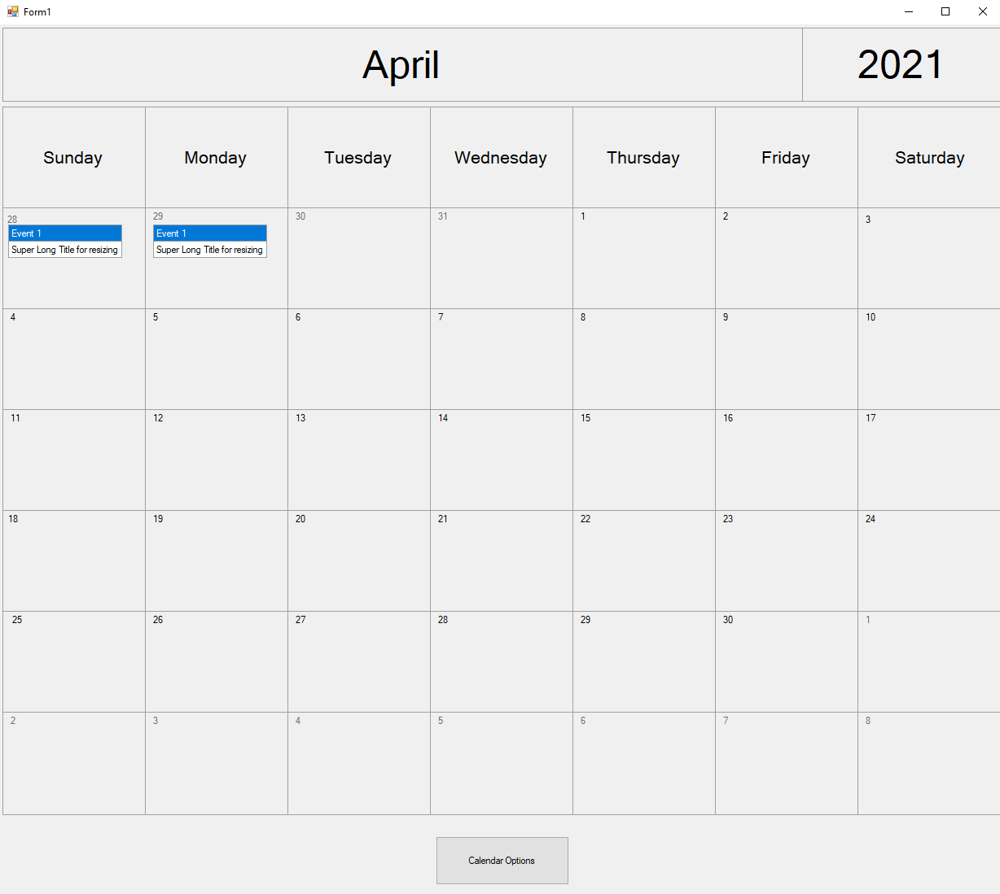 Form1
April 2021
Sunday Monday Tuesday Wednesday Thursday Friday Saturday
28 29 30 31 1 2 3
Event 1 Event 1
Super Long Title for resizing Super Long Title for resizing
4 5 6 7 8 9 10
11 12 13 14 15 16 17
18 19 20 21 22 23 24
25 26 27 28 29 30 1
2 3 4 5 6 7 8
Calendar Options